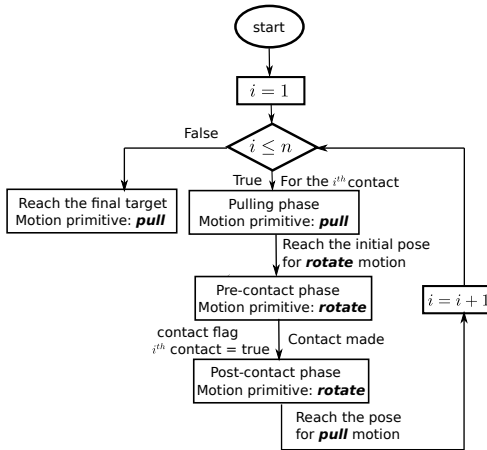 start
i = 1
i ≤ n
False
True
For the i^th contact
Reach the final target
Motion primitive: pull
Pulling phase
Motion primitive: pull
Reach the initial pose
for rotate motion
Pre-contact phase
Motion primitive: rotate
i = i + 1
contact flag
i^th contact = true
Contact made
Post-contact phase
Motion primitive: rotate
Reach the pose
for pull motion